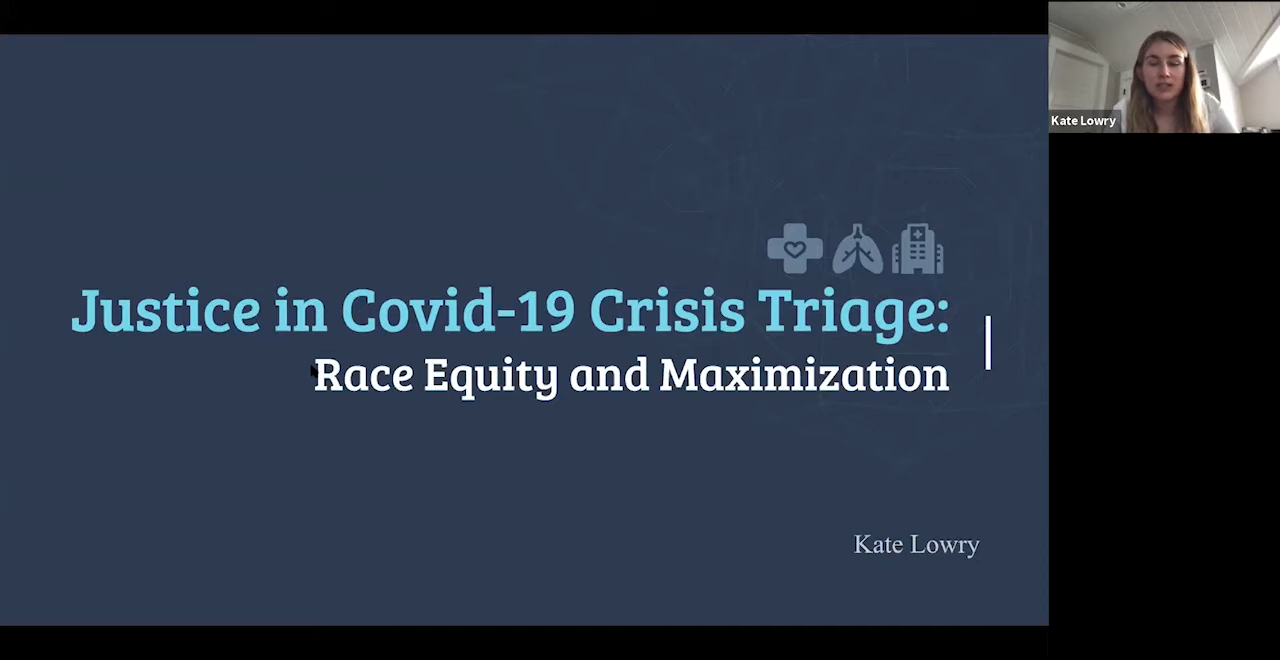 Kate Lowry
Justice in Covid-19 Crisis Triage:
Race Equity and Maximization
Kate Lowry